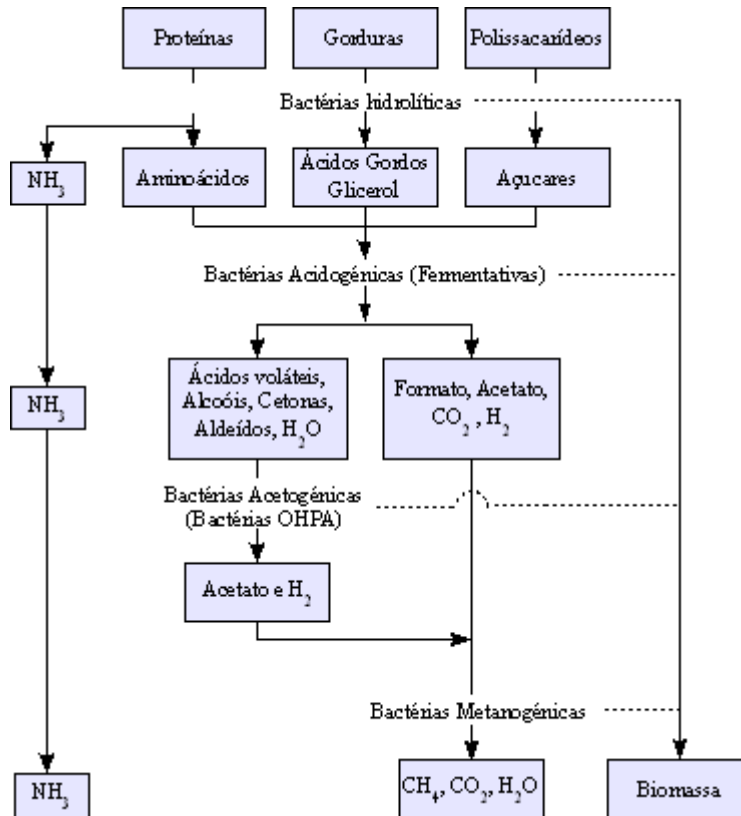 Proteínas
Gorduras
Polissacarídeos
Bactérias hidrolíticas
NH3
Aminoácidos
Ácidos Gordos
Glicerol
Açucares
Bactérias Acidogénicas (Fermentativas)
NH3
Ácidos voláteis,
Alcoóis, Cetonas,
Aldeídos, H2O
Formato, Acetato,
CO2 , H2
Bactérias Acetogénicas
(Bactérias OHPA)
Acetato e H2
Bactérias Metanogénicas
NH3
CH4, CO2, H2O
Biomassa